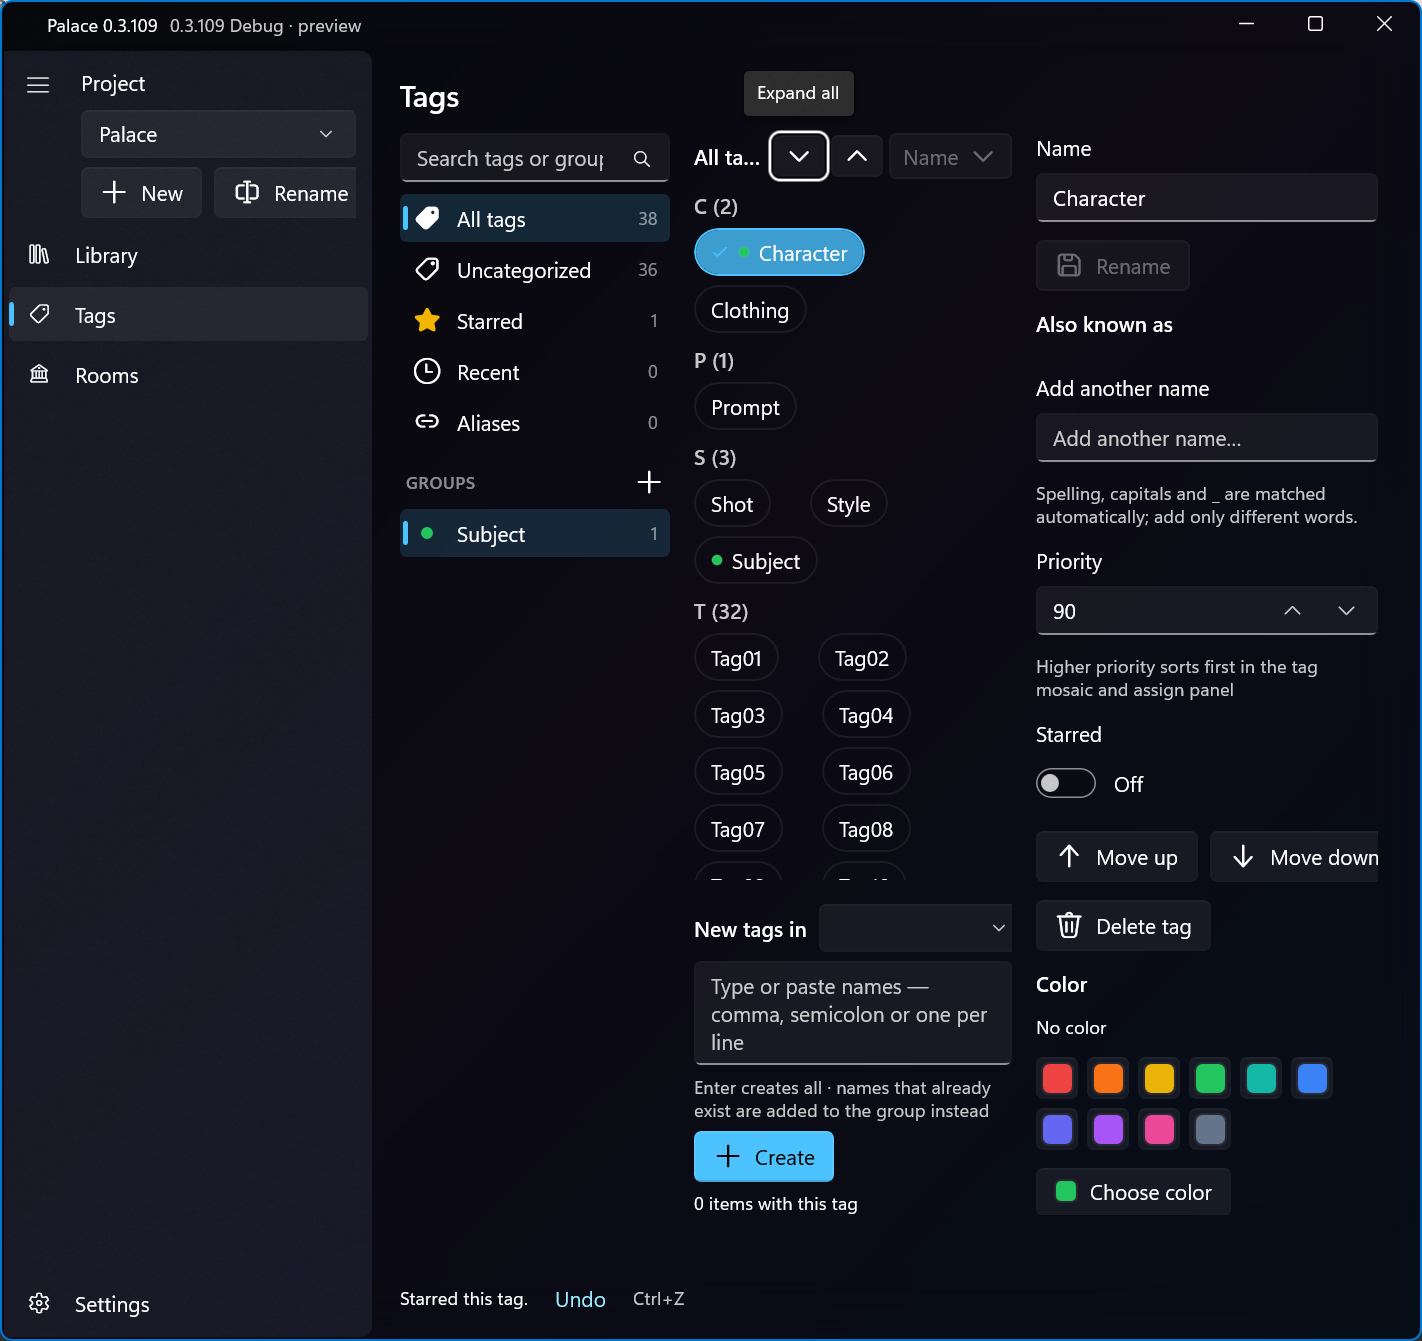 Palace 0.3.109 0.3.109 Debug · preview
Project
Palace
New
Rename
Library
Tags
Rooms
Settings
Tags
Search tags or group
All tags 38
Uncategorized 36
Starred 1
Recent 0
Aliases 0
GROUPS
Subject 1
Expand all
All ta...
Name
C (2)
Character
Clothing
P (1)
Prompt
S (3)
Shot Style
Subject
T (32)
Tag01 Tag02
Tag03 Tag04
Tag05 Tag06
Tag07 Tag08
New tags in
Type or paste names —
comma, semicolon or one per
line
Enter creates all · names that already
exist are added to the group instead
Create
0 items with this tag
Name
Character
Rename
Also known as
Add another name
Add another name...
Spelling, capitals and _ are matched
automatically; add only different words.
Priority
90
Higher priority sorts first in the tag
mosaic and assign panel
Starred
Off
Move up Move down
Delete tag
Color
No color
Choose color
Starred this tag. Undo Ctrl+Z